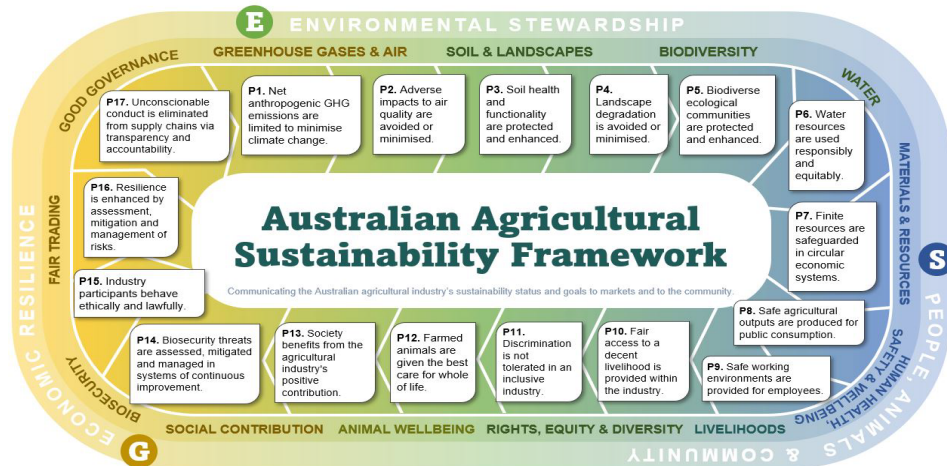 E
ENVIRONMENTAL STEWARDSHIP
GOOD GOVERNANCE
GREENHOUSE GASES & AIR
SOIL & LANDSCAPES
BIODIVERSITY
WATER
P17. Unconscionable
conduct is eliminated
from supply chains via
transparency and
accountability.
P1. Net
anthropogenic GHG
emissions are
limited to minimise
climate change.
P2. Adverse
impacts to air
quality are
avoided or
minimised.
P3. Soil health
and
functionality
are protected
and enhanced.
P4.
Landscape
degradation
is avoided or
minimised.
P5. Biodiverse
ecological
communities
are protected
and enhanced.
P6. Water
resources
are used
responsibly
and
equitably.
MATERIALS & RESOURCES
P16. Resilience
is enhanced by
assessment,
mitigation and
management of
risks.
FAIR TRADING
Australian Agricultural
Sustainability Framework
Communicating the Australian agricultural industry's sustainability status and goals to markets and to the community.
P7. Finite
resources are
safeguarded
in circular
economic
systems.
S
PEOPLE, ANIMALS
& COMMUNITY
P15. Industry
participants behave
ethically and lawfully.
P8. Safe agricultural
outputs are produced for
public consumption.
P14. Biosecurity threats
are assessed, mitigated
and managed in
systems of continuous
improvement.
P13. Society
benefits from the
agricultural
industry's
positive
contribution.
P12. Farmed
animals are
given the best
care for whole
of life.
P11.
Discrimination
is not
tolerated in an
inclusive
industry.
P10. Fair
access to a
decent
livelihood is
provided within
the industry.
P9. Safe working
environments are
provided for employees.
HUMAN HEALTH,
SAFETY & WELLBEING
BIOSECURITY
SOCIAL CONTRIBUTION
ANIMAL WELLBEING
RIGHTS, EQUITY & DIVERSITY
LIVELIHOODS
ECONOMIC RESILIENCE
G